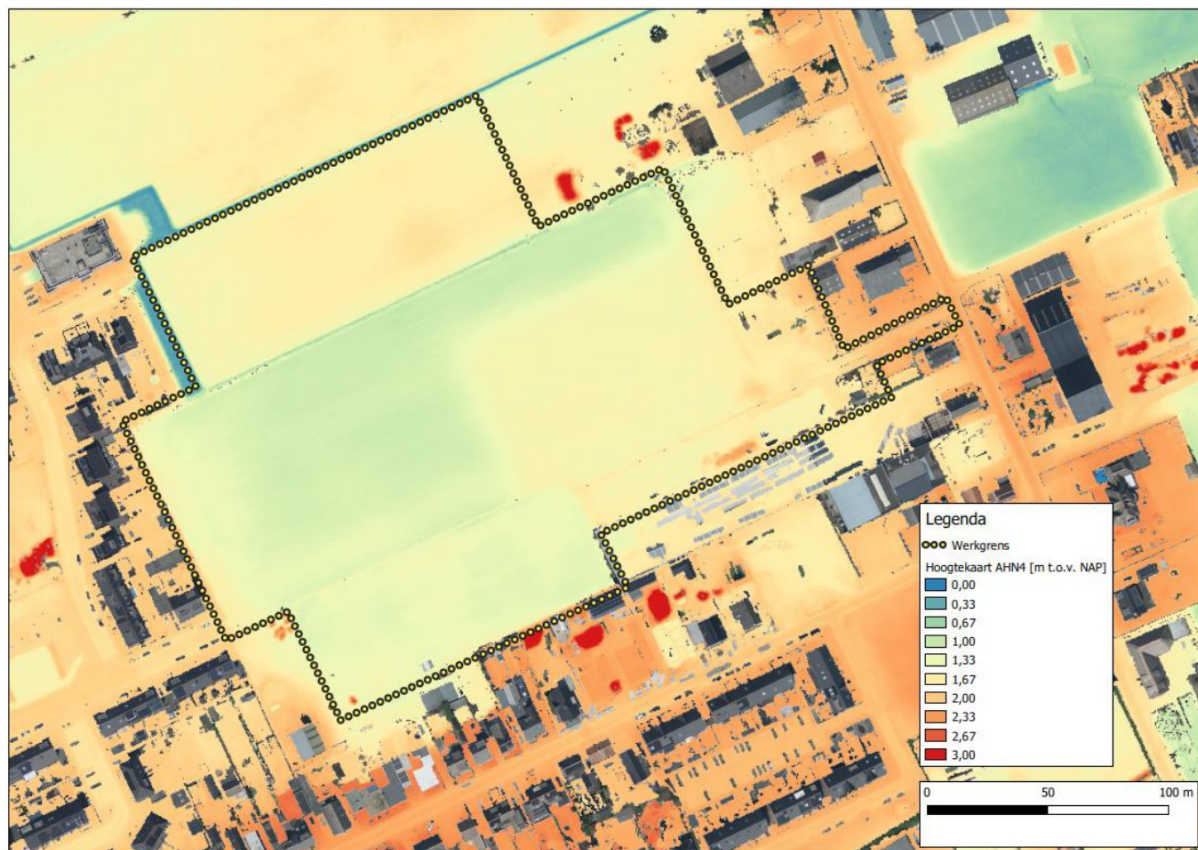 Legenda
Werkgrens
Hoogtekaart AHN4 [m t.o.v. NAP]
0,00
0,33
0,67
1,00
1,33
1,67
2,00
2,33
2,67
3,00
0 50 100 m